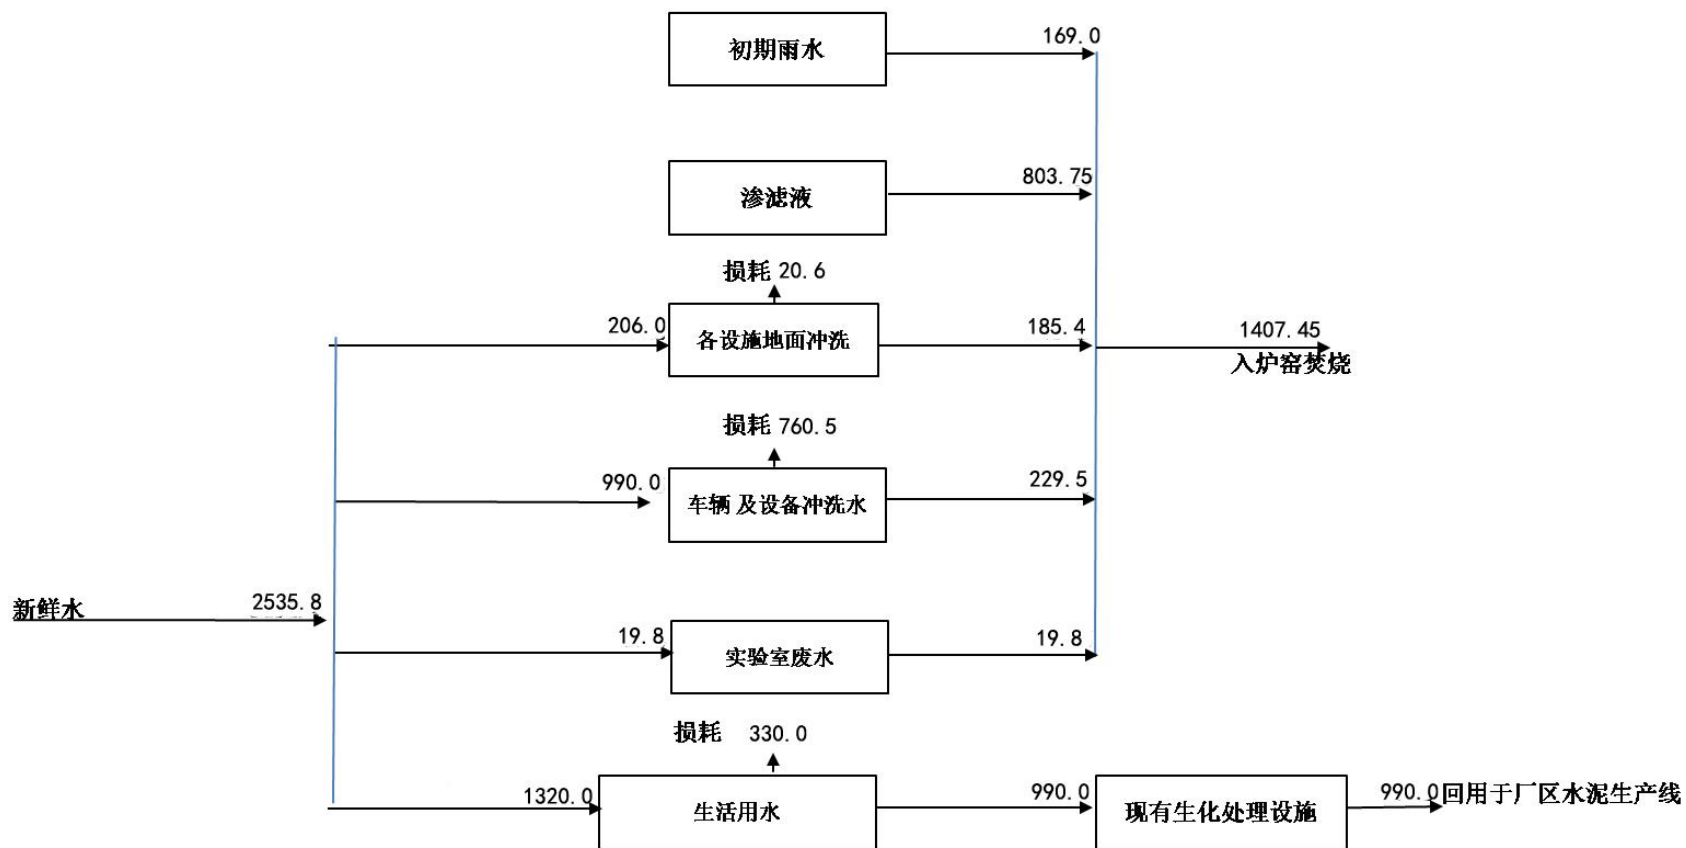 初期雨水
169.0
渗滤液
803.75
损耗 20.6
206.0
各设施地面冲洗
185.4
1407.45
入炉窑焚烧
损耗 760.5
990.0
车辆 及设备冲洗水
229.5
新鲜水
2535.8
19.8
实验室废水
19.8
损耗 330.0
1320.0
生活用水
990.0
现有生化处理设施
990.0
回用于厂区水泥生产线